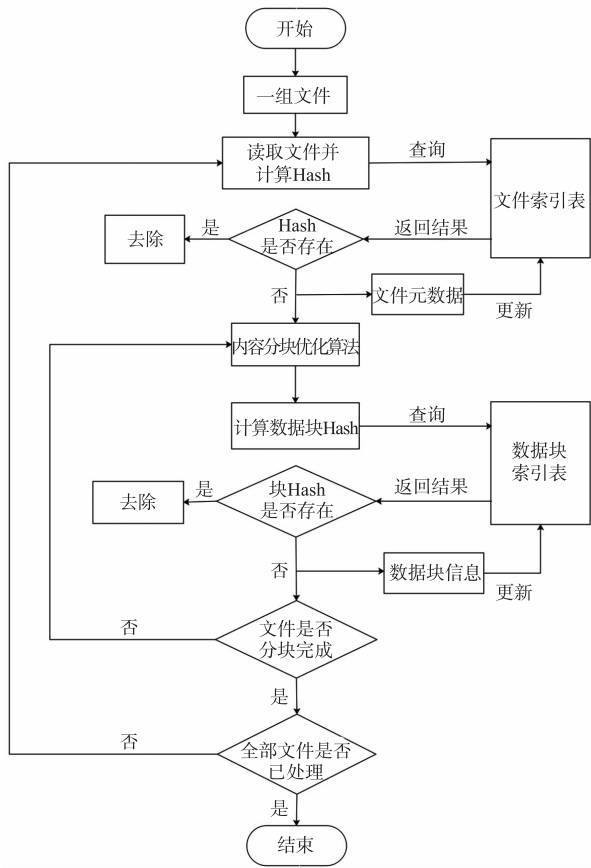 开始
一组文件
读取文件并
计算Hash
查询
文件索引表
Hash
是否存在
是
去除
返回结果
否
文件元数据
更新
内容分块优化算法
计算数据块Hash
查询
数据块
索引表
块Hash
是否存在
是
去除
返回结果
否
数据块信息
更新
文件是否
分块完成
否
是
全部文件是否
已处理
否
是
结束